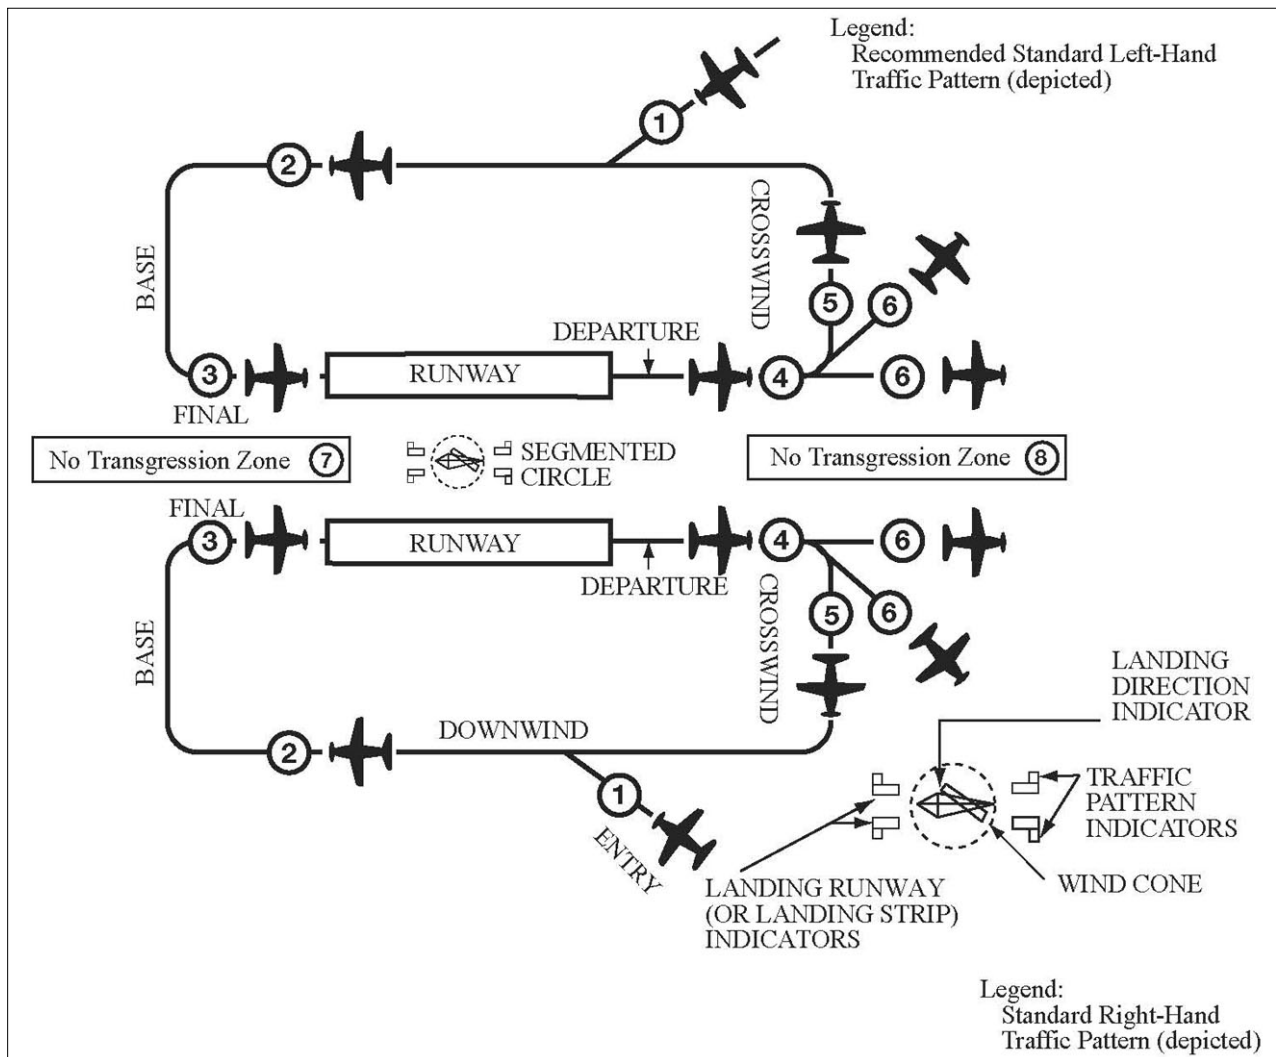 Legend:
Recommended Standard Left-Hand
Traffic Pattern (depicted)
1
2
CROSSWIND
BASE
5
6
DEPARTURE
3
RUNWAY
4
6
FINAL
No Transgression Zone 7
SEGMENTED
CIRCLE
No Transgression Zone 8
FINAL
3
RUNWAY
4
6
DEPARTURE
CROSSWIND
BASE
5
6
2
DOWNWIND
1
ENTRY
LANDING
DIRECTION
INDICATOR
TRAFFIC
PATTERN
INDICATORS
WIND CONE
LANDING RUNWAY
(OR LANDING STRIP)
INDICATORS
Legend:
Standard Right-Hand
Traffic Pattern (depicted)